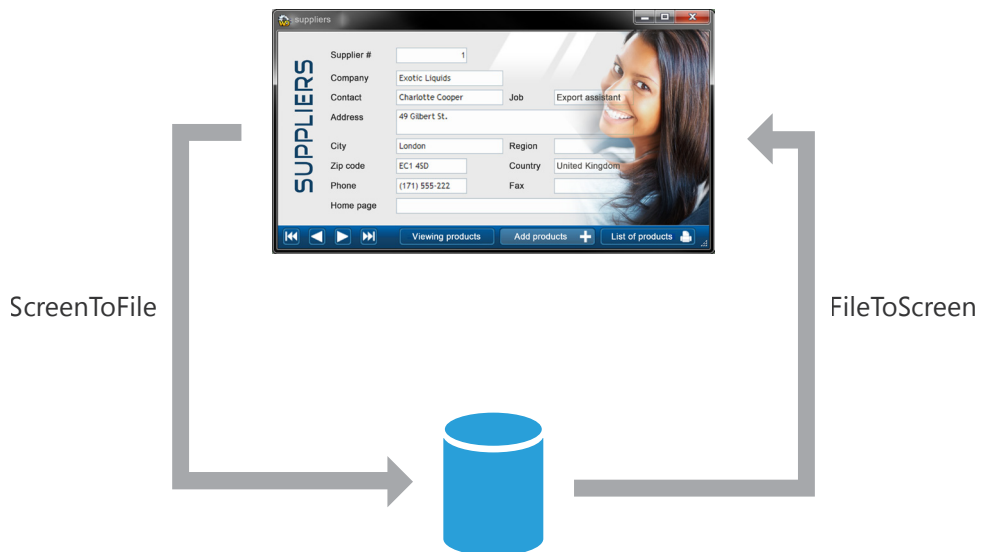 suppliers
SUPPLIERS
Supplier # 1
Company Exotic Liquids
Contact Charlotte Cooper Job Export assistant
Address 49 Gilbert St.
City London Region
Zip code EC1 4SD Country United Kingdom
Phone (171) 555-222 Fax
Home page
Viewing products Add products List of products
ScreenToFile FileToScreen